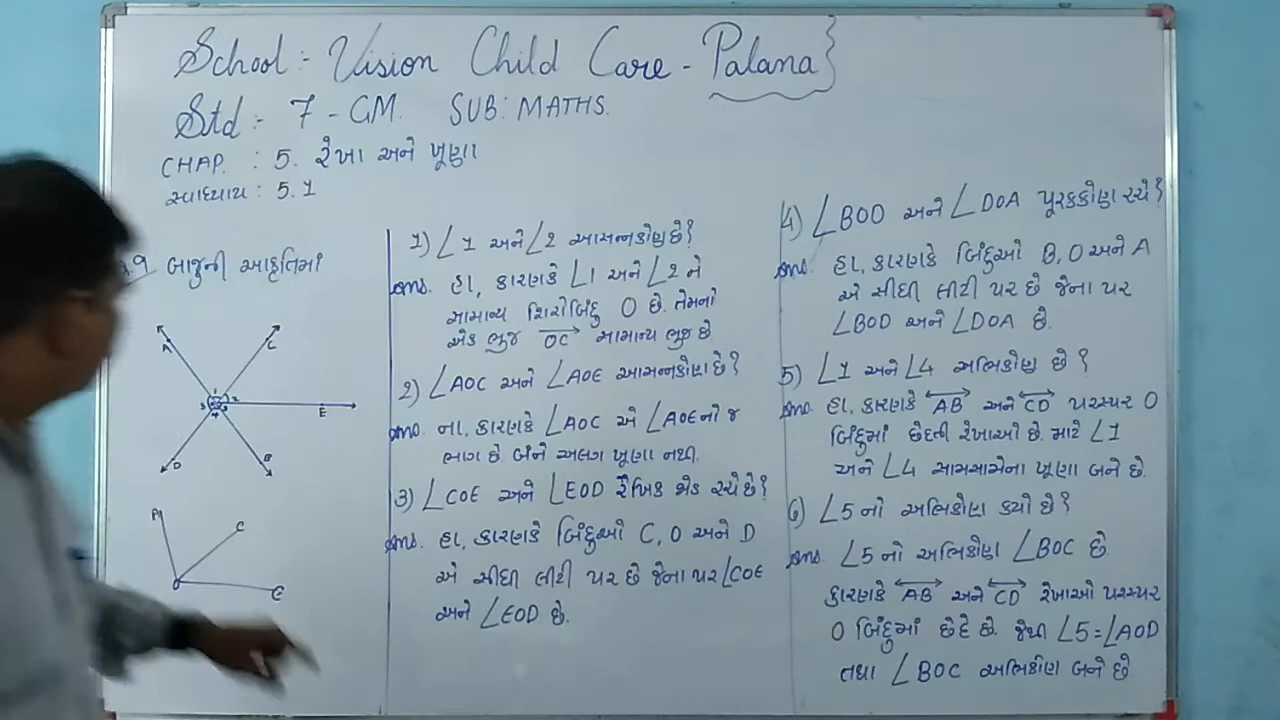 School :- Vision Child Care - Palana
Std :- 7 - GM. SUB: MATHS.
CHAP. : 5. રેખા અને ખૂણા
સ્વાધ્યાય : 5.1
બાજુની આકૃતિમાં
A
C
E
D
B
A
C
O
E
1) ∠1 અને ∠2 આસન્નકોણ છે?
Ans. હા, કારણકે ∠1 અને ∠2 ને
સામાન્ય શિરોબિંદુ O છે. તેમનો
એક ભુજ OC સામાન્ય ભુજ છે
2) ∠AOC અને ∠AOE આસન્નકોણ છે?
Ans. ના, કારણકે ∠AOC એ ∠AOE નો જ
ભાગ છે. બંને અલગ ખૂણા નથી.
3) ∠COE અને ∠EOD રૈખિક જોડ રચે છે?
Ans. હા, કારણકે બિંદુઓ C, O અને D
એ સીધી લીટી પર છે જેના પર ∠COE
અને ∠EOD છે.
4) ∠BOD અને ∠DOA પૂરકકોણ રચે?
Ans. હા, કારણકે બિંદુઓ B, O અને A
એ સીધી લીટી પર છે જેના પર
∠BOD અને ∠DOA છે.
5) ∠1 અને ∠4 અભિકોણ છે?
Ans. હા, કારણકે AB અને CD પરસ્પર O
બિંદુમાં છેદતી રેખાઓ છે. માટે ∠1
અને ∠4 સામસામેના ખૂણા બને છે.
6) ∠5 નો અભિકોણ કયો છે?
Ans. ∠5 નો અભિકોણ ∠BOC છે
કારણકે AB અને CD રેખાઓ પરસ્પર
O બિંદુમાં છેદે છે. જેથી ∠5 = ∠AOD
તથા ∠BOC અભિકોણ બને છે